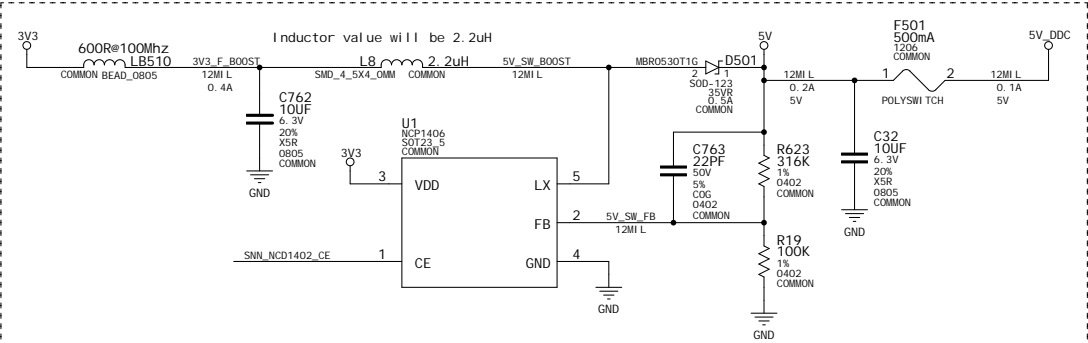 3V3
600R@100Mhz
LB510
COMMON BEAD_0805
3V3_F_BOOST
12MIL
0.4A
Inductor value will be 2.2uH
L8
2.2uH
SMD_4_5X4_0MM
COMMON
5V_SW_BOOST
12MIL
MBR0530T1G
D501
2
1
SOD-123
35VR
0.5A
COMMON
5V
12MIL
0.2A
5V
F501
500mA
1206
COMMON
1
2
POLYSWITCH
12MIL
0.1A
5V
5V_DDC
C762
10UF
6.3V
20%
X5R
0805
COMMON
GND
U1
NCP1406
SOT23_5
COMMON
3V3
3
VDD
LX
5
FB
2
5V_SW_FB
12MIL
SNN_NCD1402_CE
1
CE
GND
4
GND
C763
22PF
50V
5%
C0G
0402
COMMON
R623
316K
1%
0402
COMMON
C32
10UF
6.3V
20%
X5R
0805
COMMON
GND
R19
100K
1%
0402
COMMON
GND